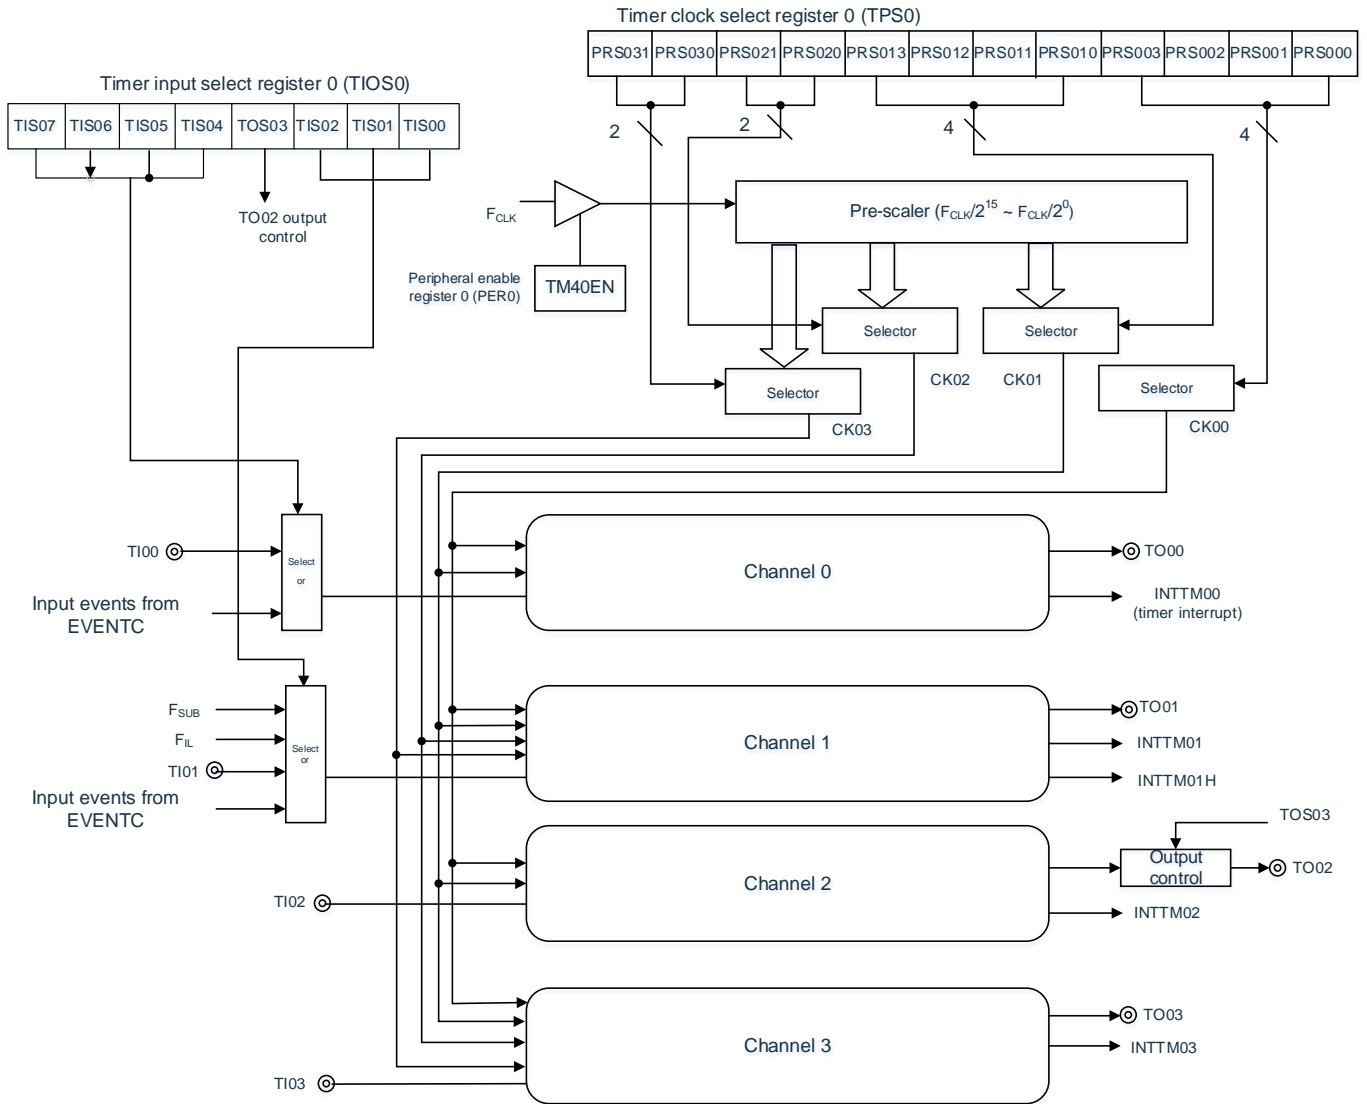 Timer clock select register 0 (TPS0)
PRS031 PRS030 PRS021 PRS020 PRS013 PRS012 PRS011 PRS010 PRS003 PRS002 PRS001 PRS000
Timer input select register 0 (TIOS0)
TIS07 TIS06 TIS05 TIS04 TOS03 TIS02 TIS01 TIS00
2
2
4
4
TO02 output
control
FCLK
Pre-scaler (FCLK/2^15 ~ FCLK/2^0)
Peripheral enable
register 0 (PER0)
TM40EN
Selector
Selector
CK02
CK01
Selector
Selector
CK03
CK00
TI00
Select
or
Input events from
EVENTC
Channel 0
TO00
INTTM00
(timer interrupt)
FSUB
FIL
TI01
Input events from
EVENTC
Select
or
Channel 1
TO01
INTTM01
INTTM01H
TOS03
TI02
Channel 2
Output
control
TO02
INTTM02
TI03
Channel 3
TO03
INTTM03